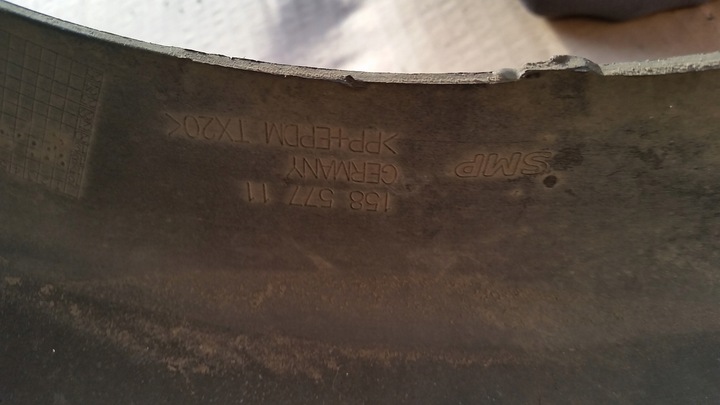 SMP
158 577 11
GERMANY
>PP+EPDM TX20<